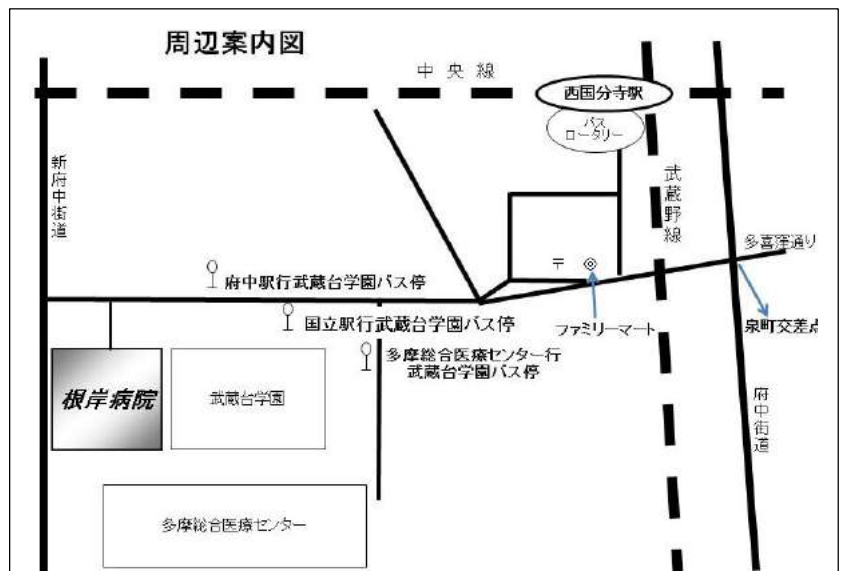 周辺案内図
中央線
西国分寺駅
バス
ロータリー
新府中街道
武蔵野線
多喜窪通り
〒 ◎
府中駅行武蔵台学園バス停
国立駅行武蔵台学園バス停
ファミリーマート
泉町交差点
多摩総合医療センター行
武蔵台学園バス停
根岸病院
武蔵台学園
府中街道
多摩総合医療センター